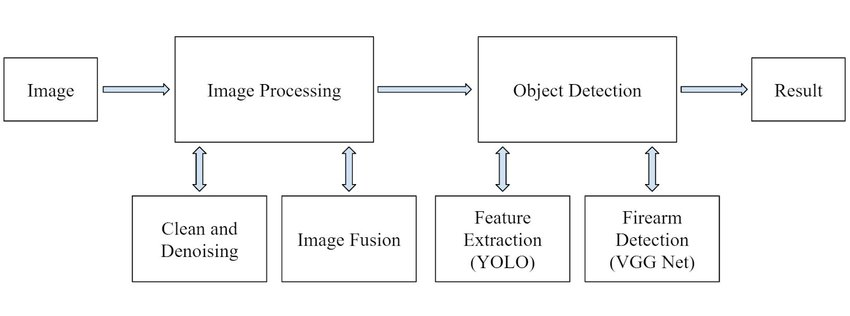 Image
Image Processing
Object Detection
Result
Clean and
Denoising
Image Fusion
Feature
Extraction
(YOLO)
Firearm
Detection
(VGG Net)